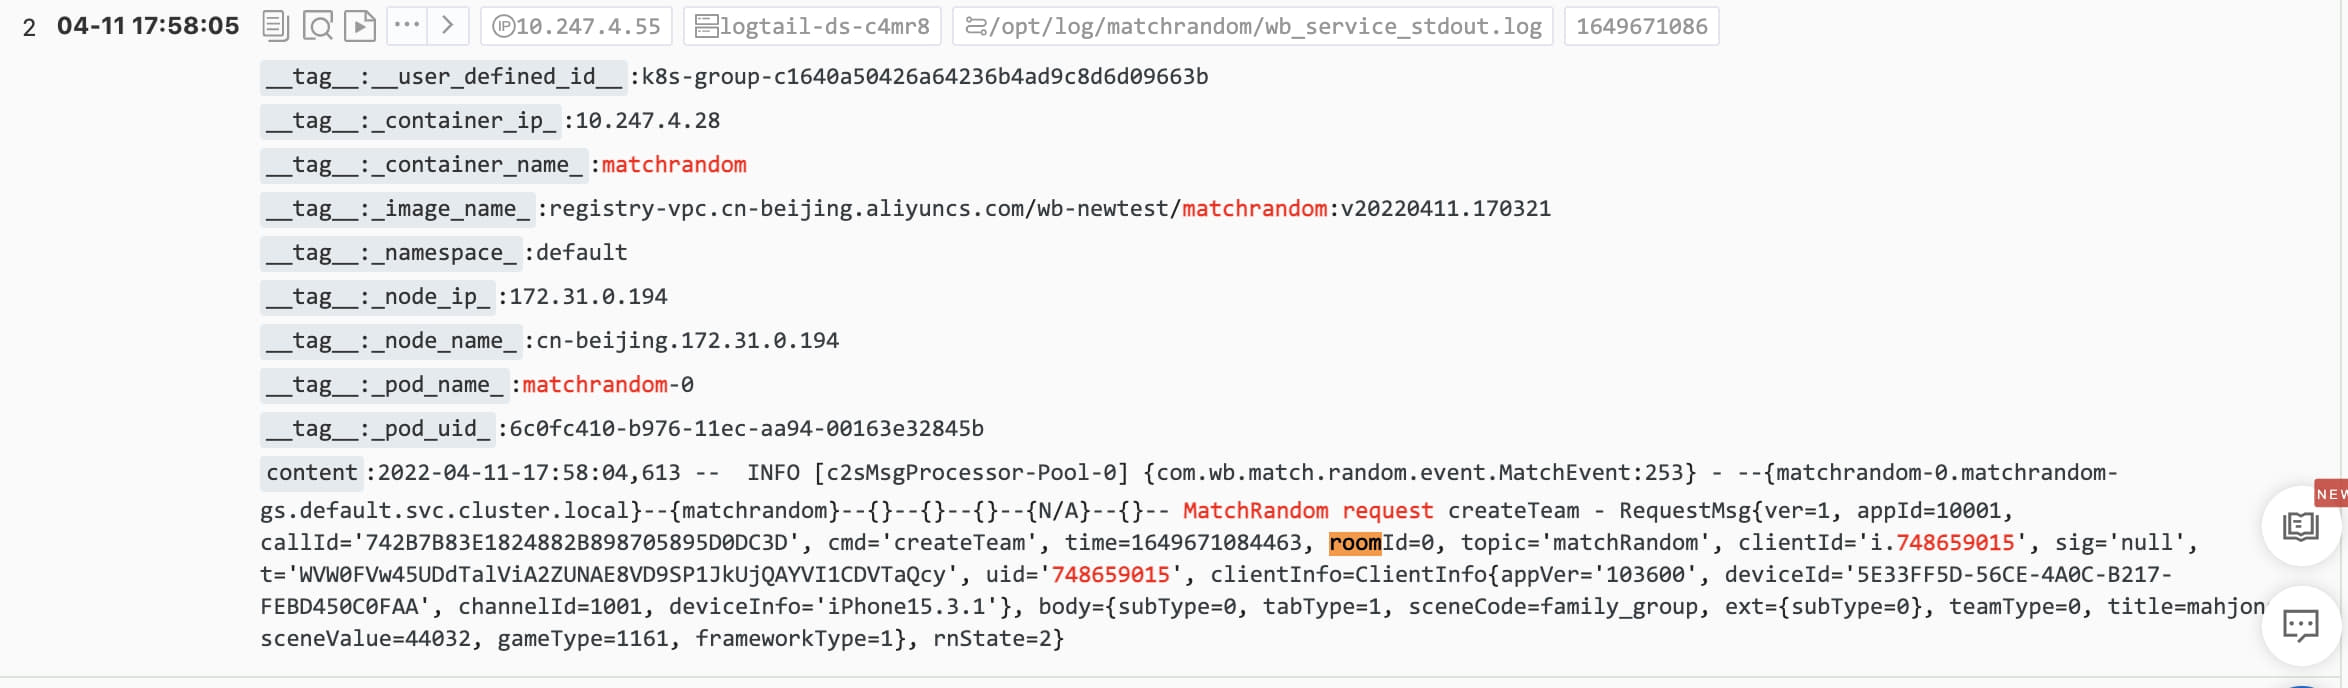 2 04-11 17:58:05 ··· > IP 10.247.4.55 logtail-ds-c4mr8 /opt/log/matchrandom/wb_service_stdout.log 1649671086
__tag__:__user_defined_id__ :k8s-group-c1640a50426a64236b4ad9c8d6d09663b
__tag__:_container_ip_ :10.247.4.28
__tag__:_container_name_ :matchrandom
__tag__:_image_name_ :registry-vpc.cn-beijing.aliyuncs.com/wb-newtest/matchrandom:v20220411.170321
__tag__:_namespace_ :default
__tag__:_node_ip_ :172.31.0.194
__tag__:_node_name_ :cn-beijing.172.31.0.194
__tag__:_pod_name_ :matchrandom-0
__tag__:_pod_uid_ :6c0fc410-b976-11ec-aa94-00163e32845b
content :2022-04-11-17:58:04,613 -- INFO [c2sMsgProcessor-Pool-0] {com.wb.match.random.event.MatchEvent:253} - --{matchrandom-0.matchrandom-
NEW
gs.default.svc.cluster.local}--{matchrandom}--{}--{}--{}--{N/A}--{}-- MatchRandom request createTeam - RequestMsg{ver=1, appId=10001,
callId='742B7B83E1824882B898705895D0DC3D', cmd='createTeam', time=1649671084463, roomId=0, topic='matchRandom', clientId='i.748659015', sig='null',
t='WVW0FVw45UDdTalViA2ZUNAE8VD9SP1JkUjQAYVI1CDVTaQcy', uid='748659015', clientInfo=ClientInfo{appVer='103600', deviceId='5E33FF5D-56CE-4A0C-B217-
FEBD450C0FAA', channelId=1001, deviceInfo='iPhone15.3.1'}, body={subType=0, tabType=1, sceneCode=family_group, ext={subType=0}, teamType=0, title=mahjon
sceneValue=44032, gameType=1161, frameworkType=1}, rnState=2}